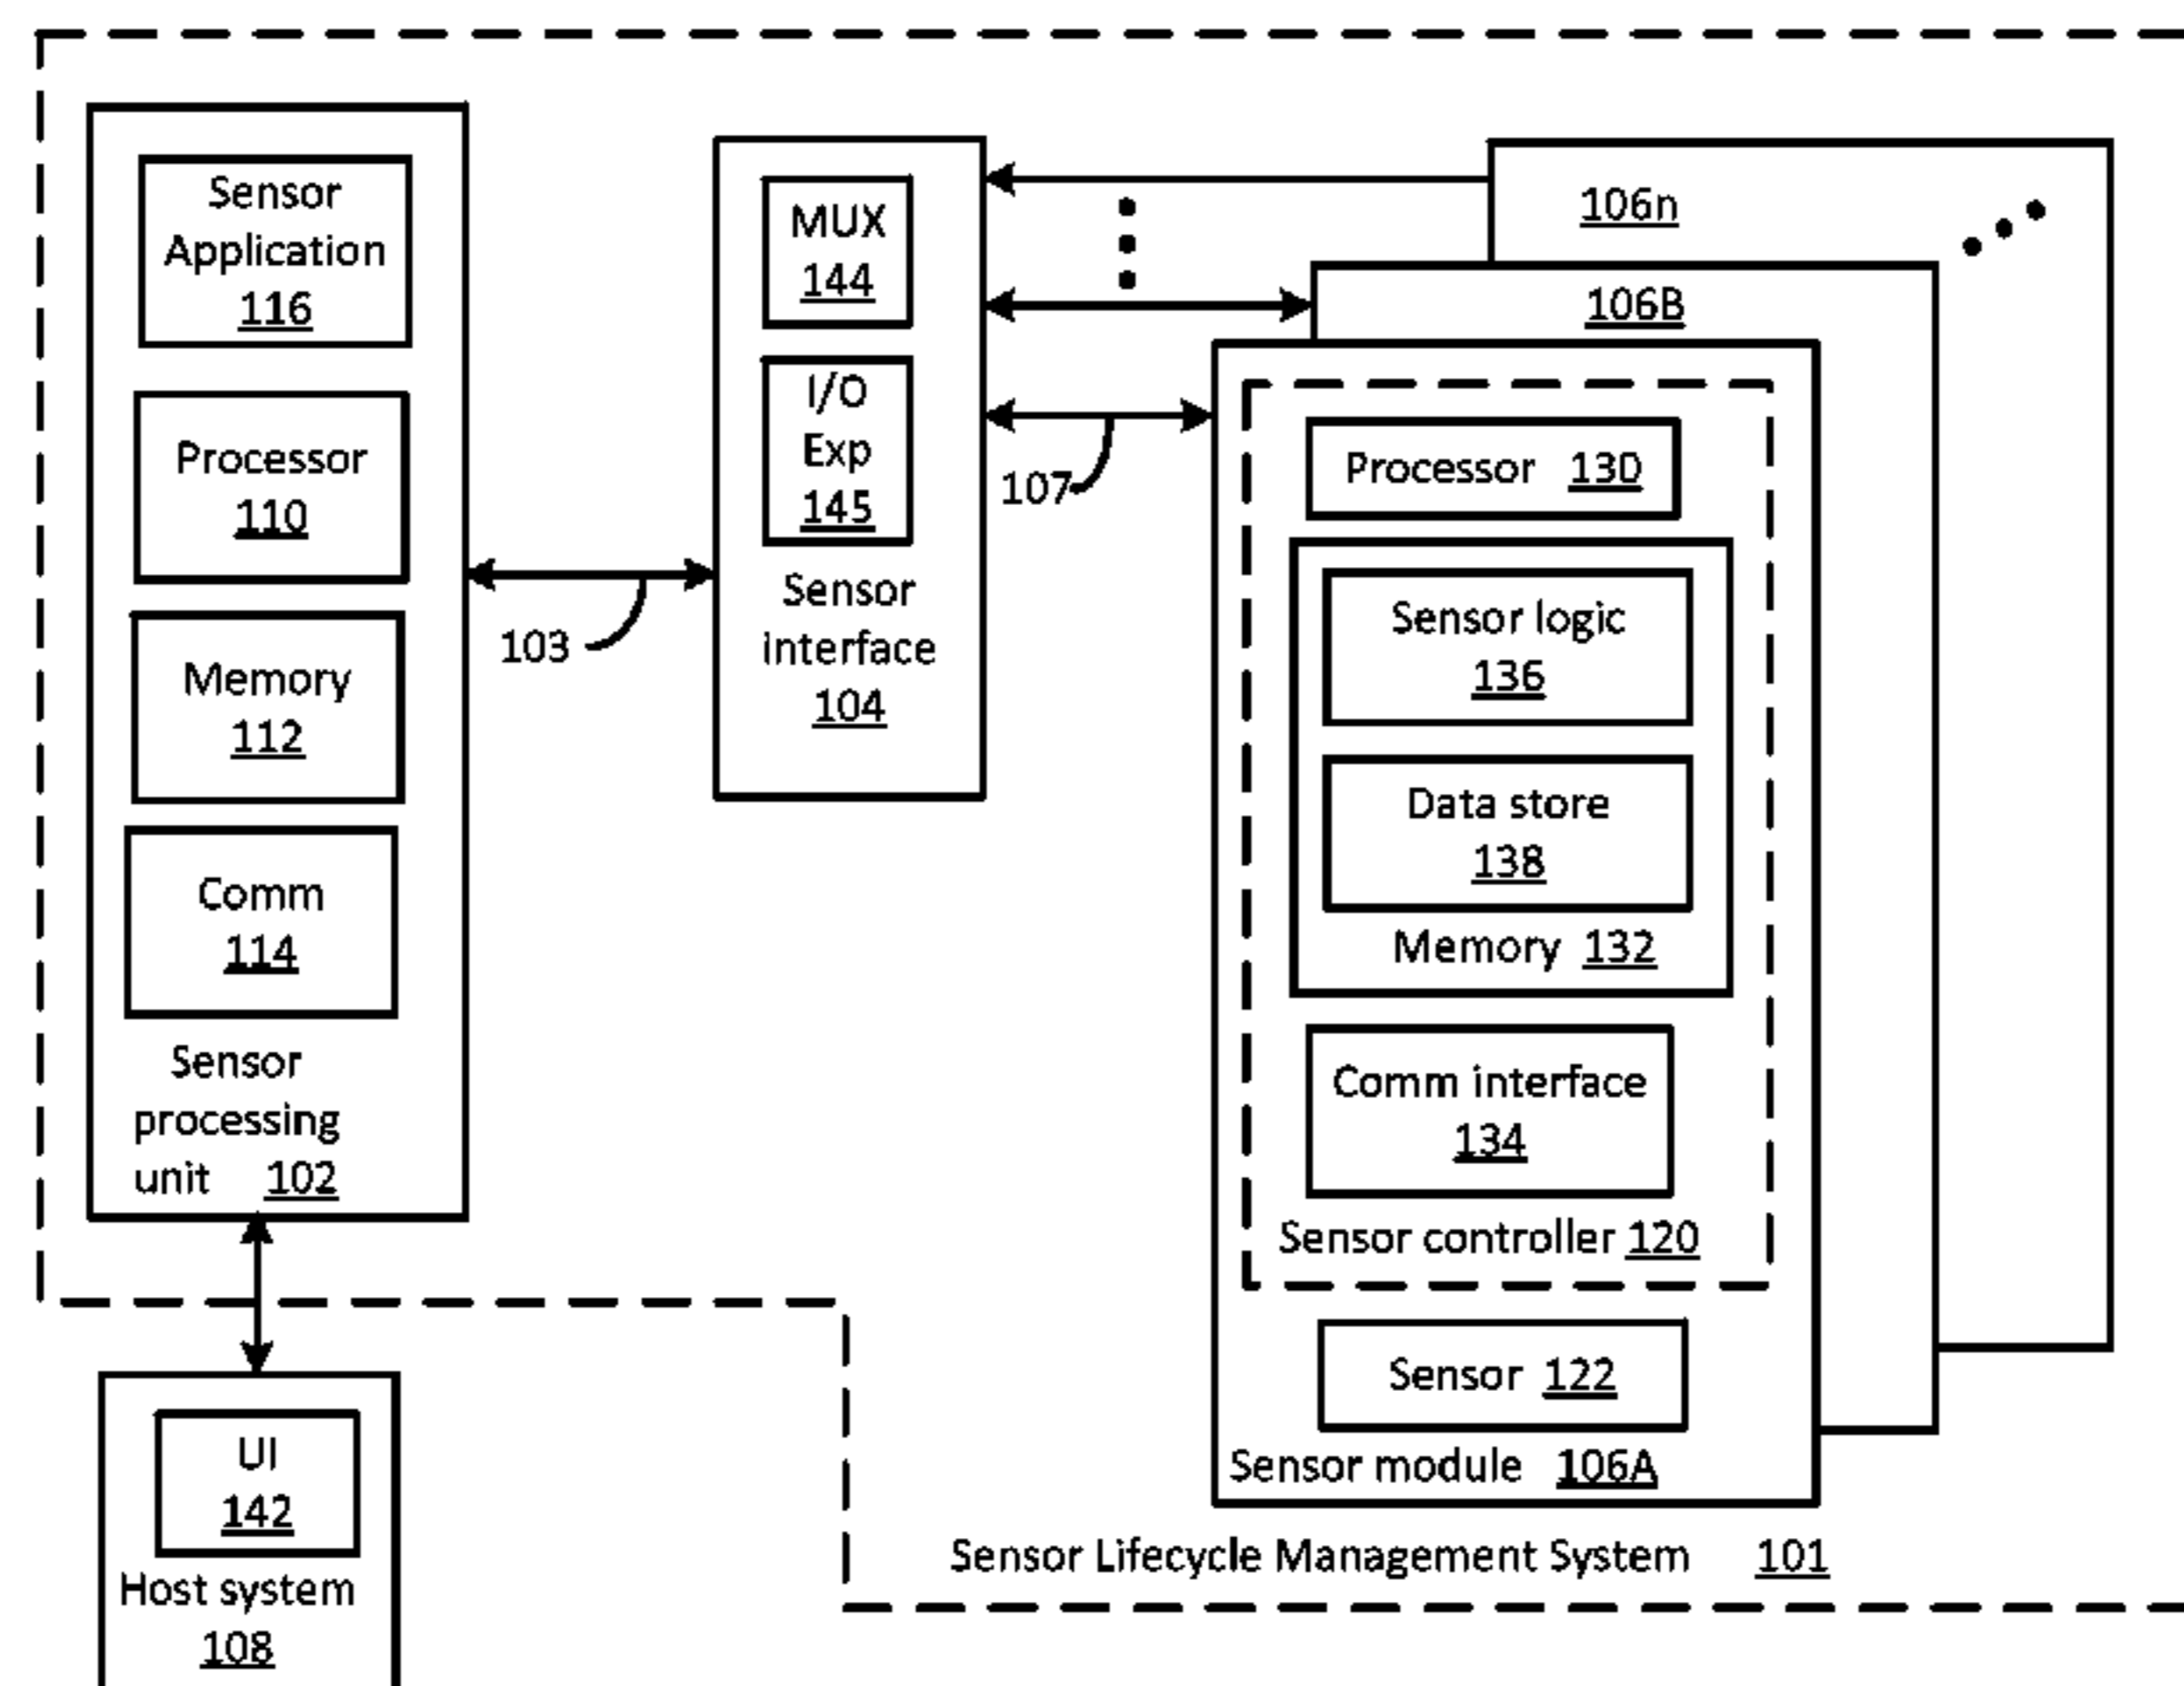 Sensor
Application
116
Processor
110
Memory
112
Comm
114
Sensor
processing
unit 102
103
MUX
144
I/O
Exp
145
Sensor
interface
104
107
106n
106B
Processor 130
Sensor logic
136
Data store
138
Memory 132
Comm interface
134
Sensor controller 120
Sensor 122
Sensor module 106A
Sensor Lifecycle Management System 101
UI
142
Host system
108